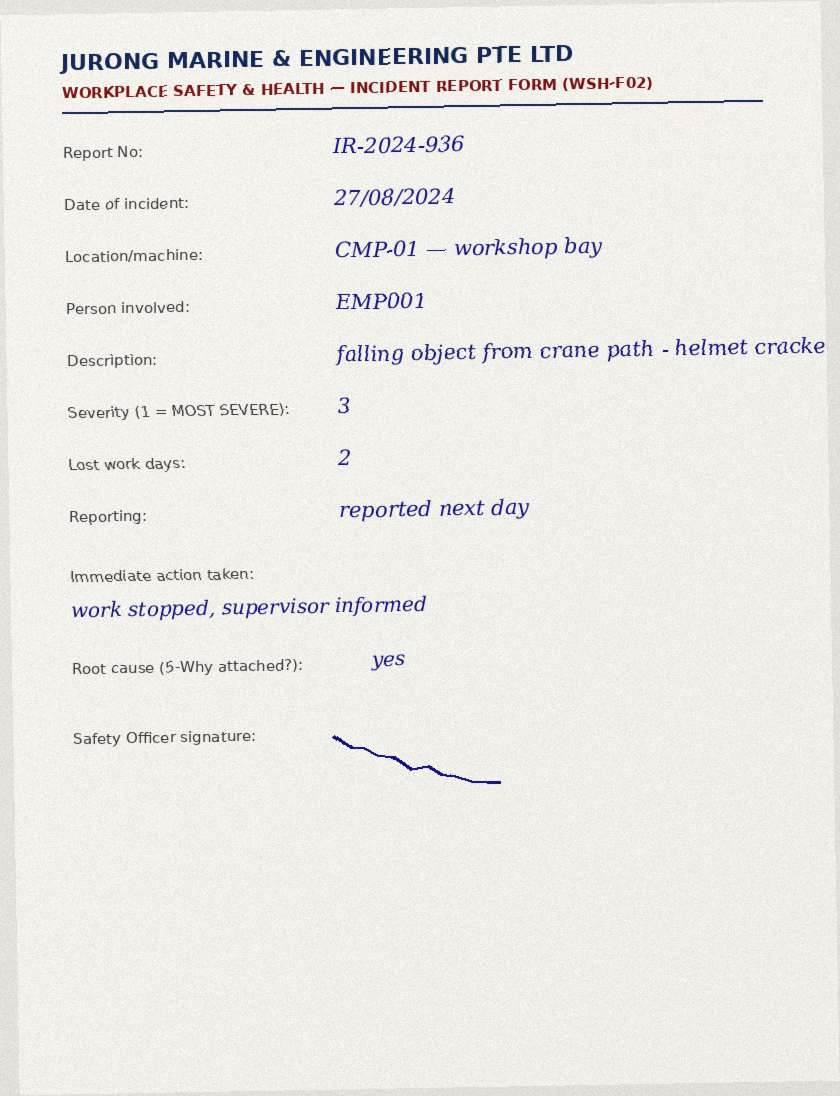 JURONG MARINE & ENGINEERING PTE LTD
WORKPLACE SAFETY & HEALTH — INCIDENT REPORT FORM (WSH-F02)
Report No: IR-2024-936
Date of incident: 27/08/2024
Location/machine: CMP-01 — workshop bay
Person involved: EMP001
Description: falling object from crane path - helmet cracke
Severity (1 = MOST SEVERE): 3
Lost work days: 2
Reporting: reported next day
Immediate action taken:
work stopped, supervisor informed
Root cause (5-Why attached?): yes
Safety Officer signature: